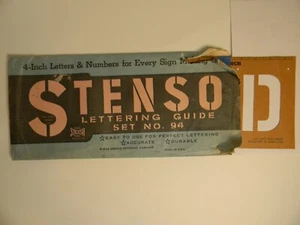 4-Inch Letters & Numbers for Every Sign
STENSO
LETTERING GUIDE
SET NO. 94
☆EASY TO USE FOR PERFECT LETTERING
☆ACCURATE ☆DURABLE
D